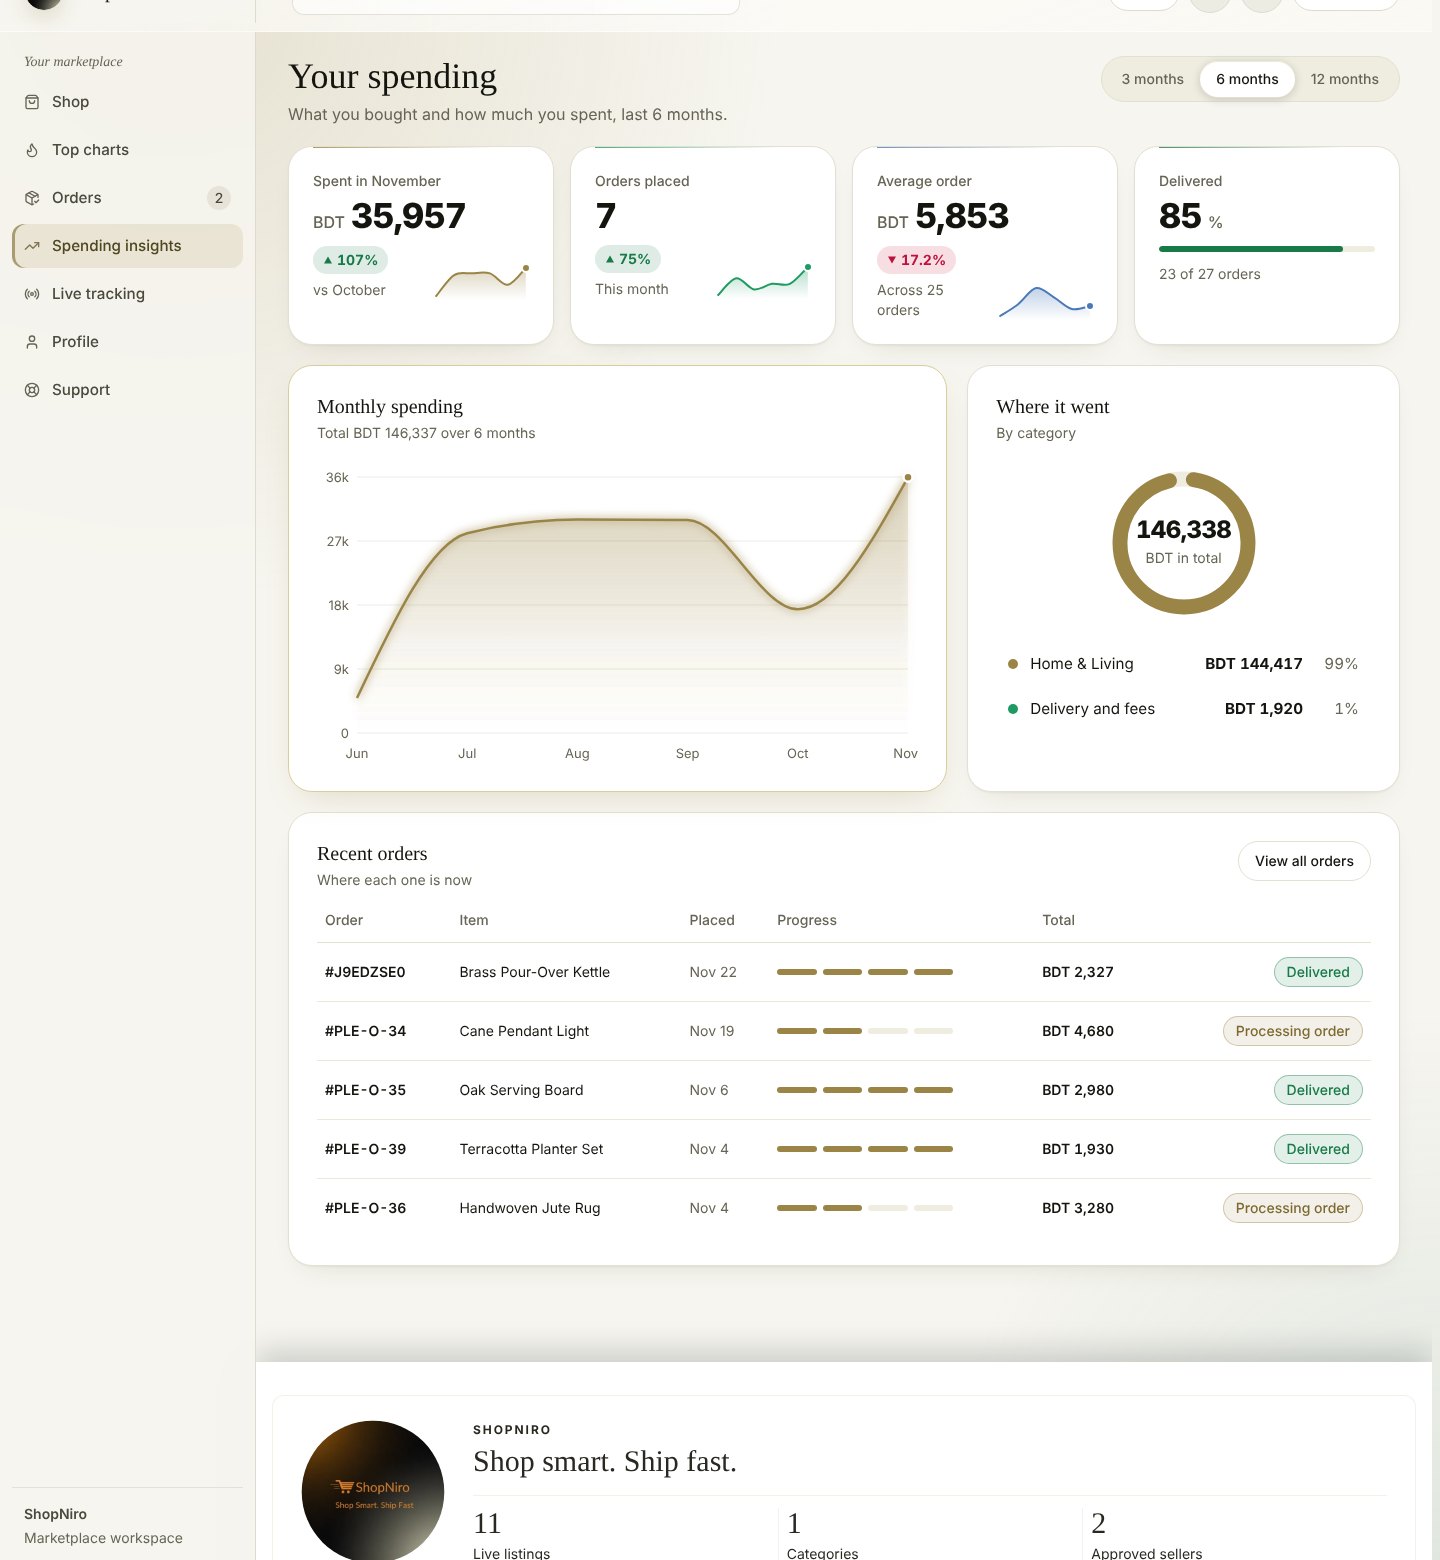 Your marketplace
Shop
Top charts
Orders 2
Spending insights
Live tracking
Profile
Support
ShopNiro
Marketplace workspace
Your spending
What you bought and how much you spent, last 6 months.
3 months 6 months 12 months
Spent in November
BDT 35,957
107%
vs October
Orders placed
7
75%
This month
Average order
BDT 5,853
17.2%
Across 25
orders
Delivered
85 %
23 of 27 orders
Monthly spending
Total BDT 146,337 over 6 months
36k
27k
18k
9k
0
Jun Jul Aug Sep Oct Nov
Where it went
By category
146,338
BDT in total
Home & Living BDT 144,417 99%
Delivery and fees BDT 1,920 1%
Recent orders
Where each one is now
View all orders
Order Item Placed Progress Total
#J9EDZSE0 Brass Pour-Over Kettle Nov 22 BDT 2,327 Delivered
#PLE-O-34 Cane Pendant Light Nov 19 BDT 4,680 Processing order
#PLE-O-35 Oak Serving Board Nov 6 BDT 2,980 Delivered
#PLE-O-39 Terracotta Planter Set Nov 4 BDT 1,930 Delivered
#PLE-O-36 Handwoven Jute Rug Nov 4 BDT 3,280 Processing order
ShopNiro
Shop Smart. Ship Fast
SHOPNIRO
Shop smart. Ship fast.
11 1 2
Live listings Categories Approved sellers